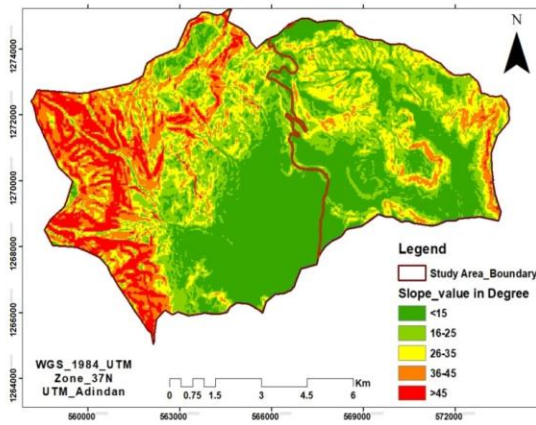 N
1274000
1272000
1270000
1268000
1266000
1264000
Legend
Study Area_Boundary
Slope_value in Degree
<15
16-25
26-35
36-45
>45
WGS_1984_UTM
Zone_37N
UTM_Adindan
Km
0 0.75 1.5 3 4.5 6
560000 563000 566000 569000 572000